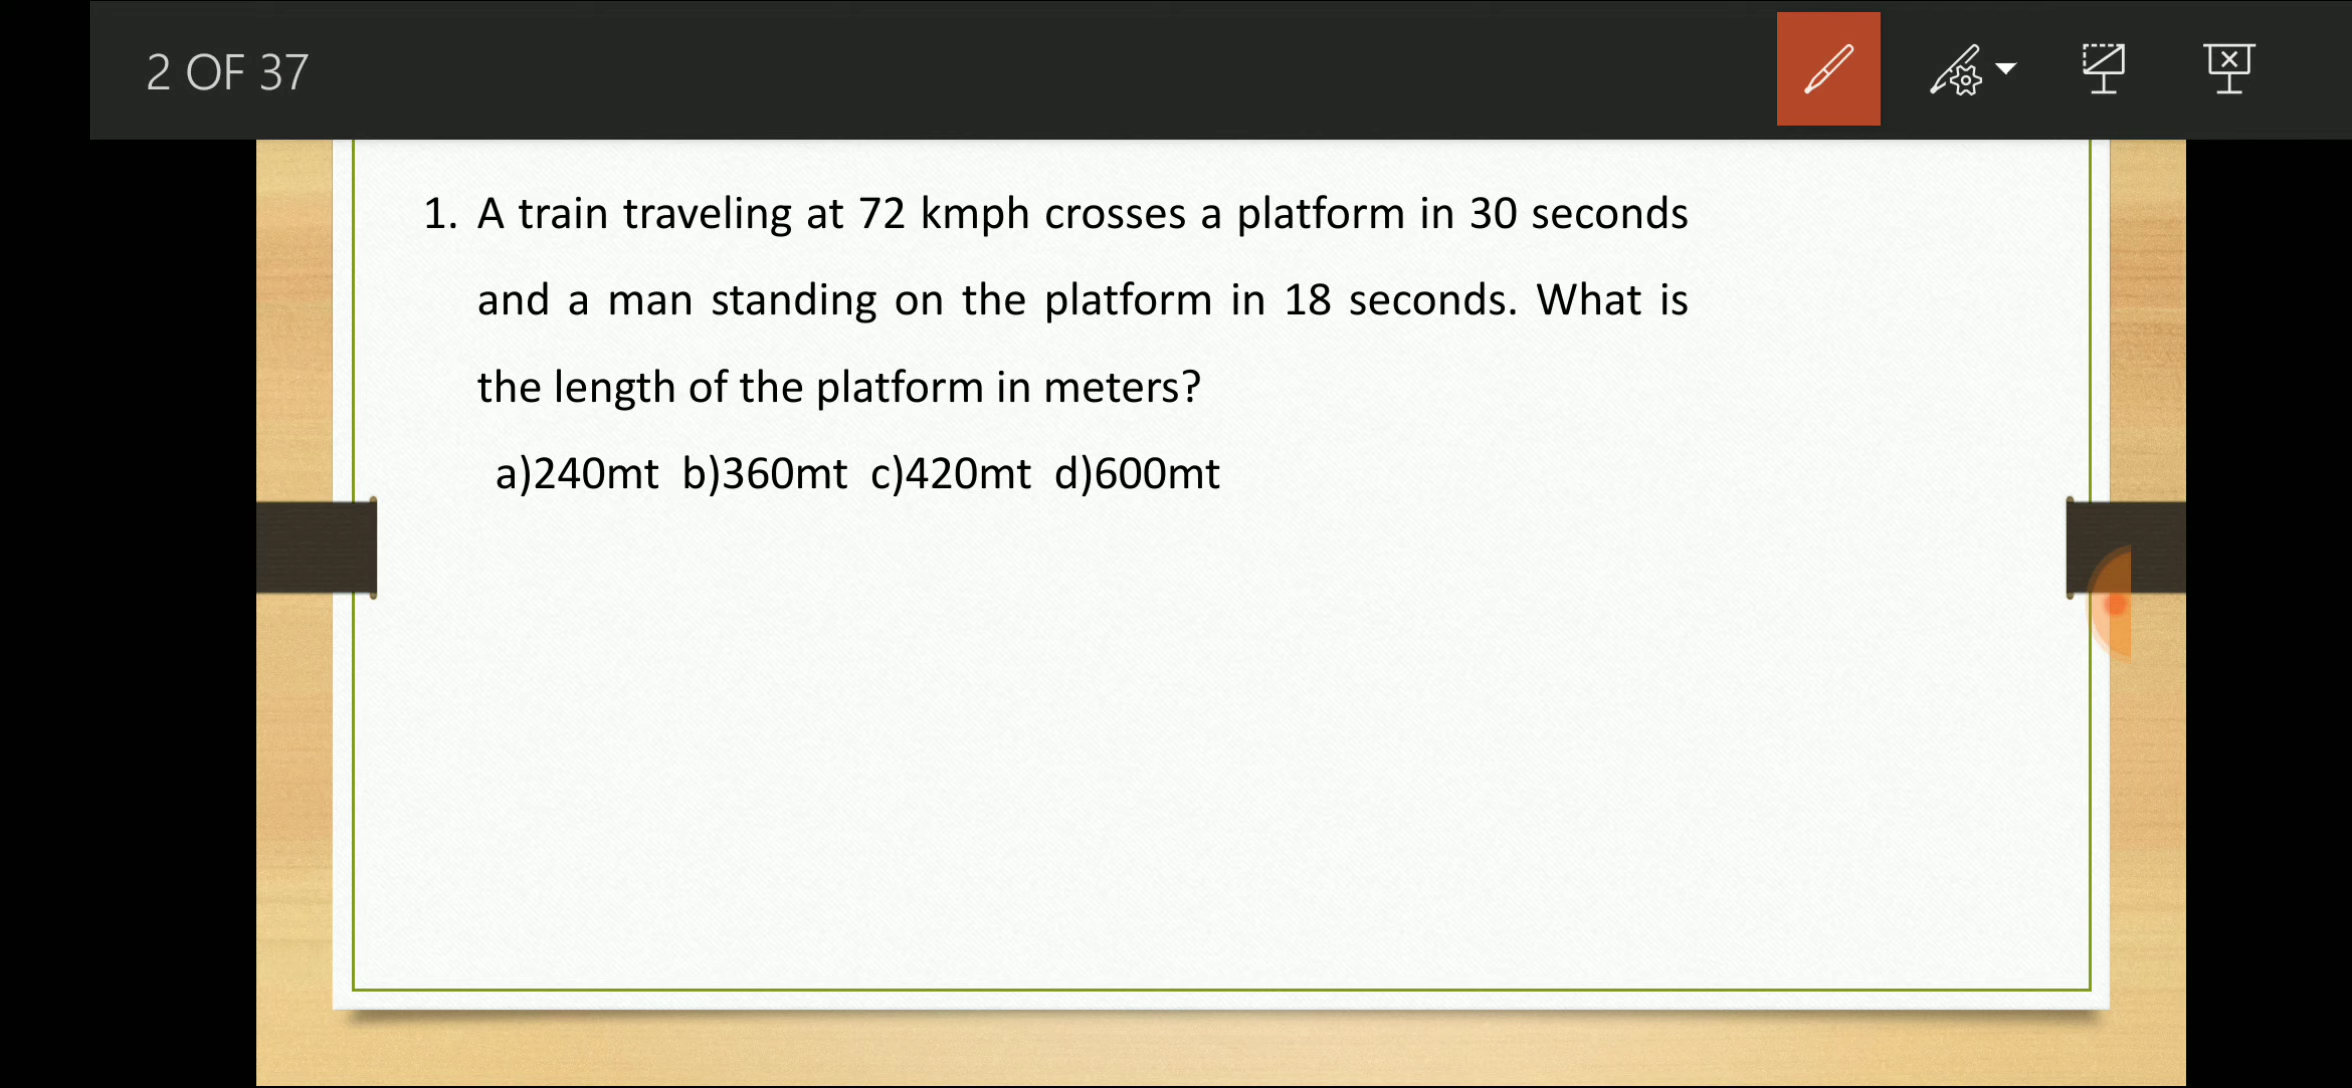 2 OF 37
1. A train traveling at 72 kmph crosses a platform in 30 seconds
and a man standing on the platform in 18 seconds. What is
the length of the platform in meters?
a)240mt b)360mt c)420mt d)600mt